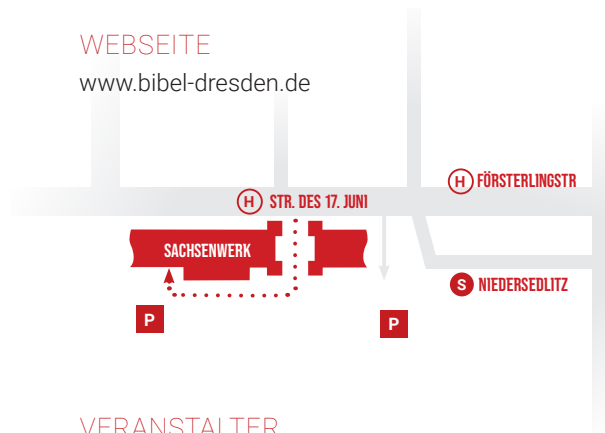 WEBSEITE
www.bibel-dresden.de
H FÖRSTERLINGSTR
H STR. DES 17. JUNI
SACHSENWERK
S NIEDERSEDLITZ
P
P
VERANSTALTER